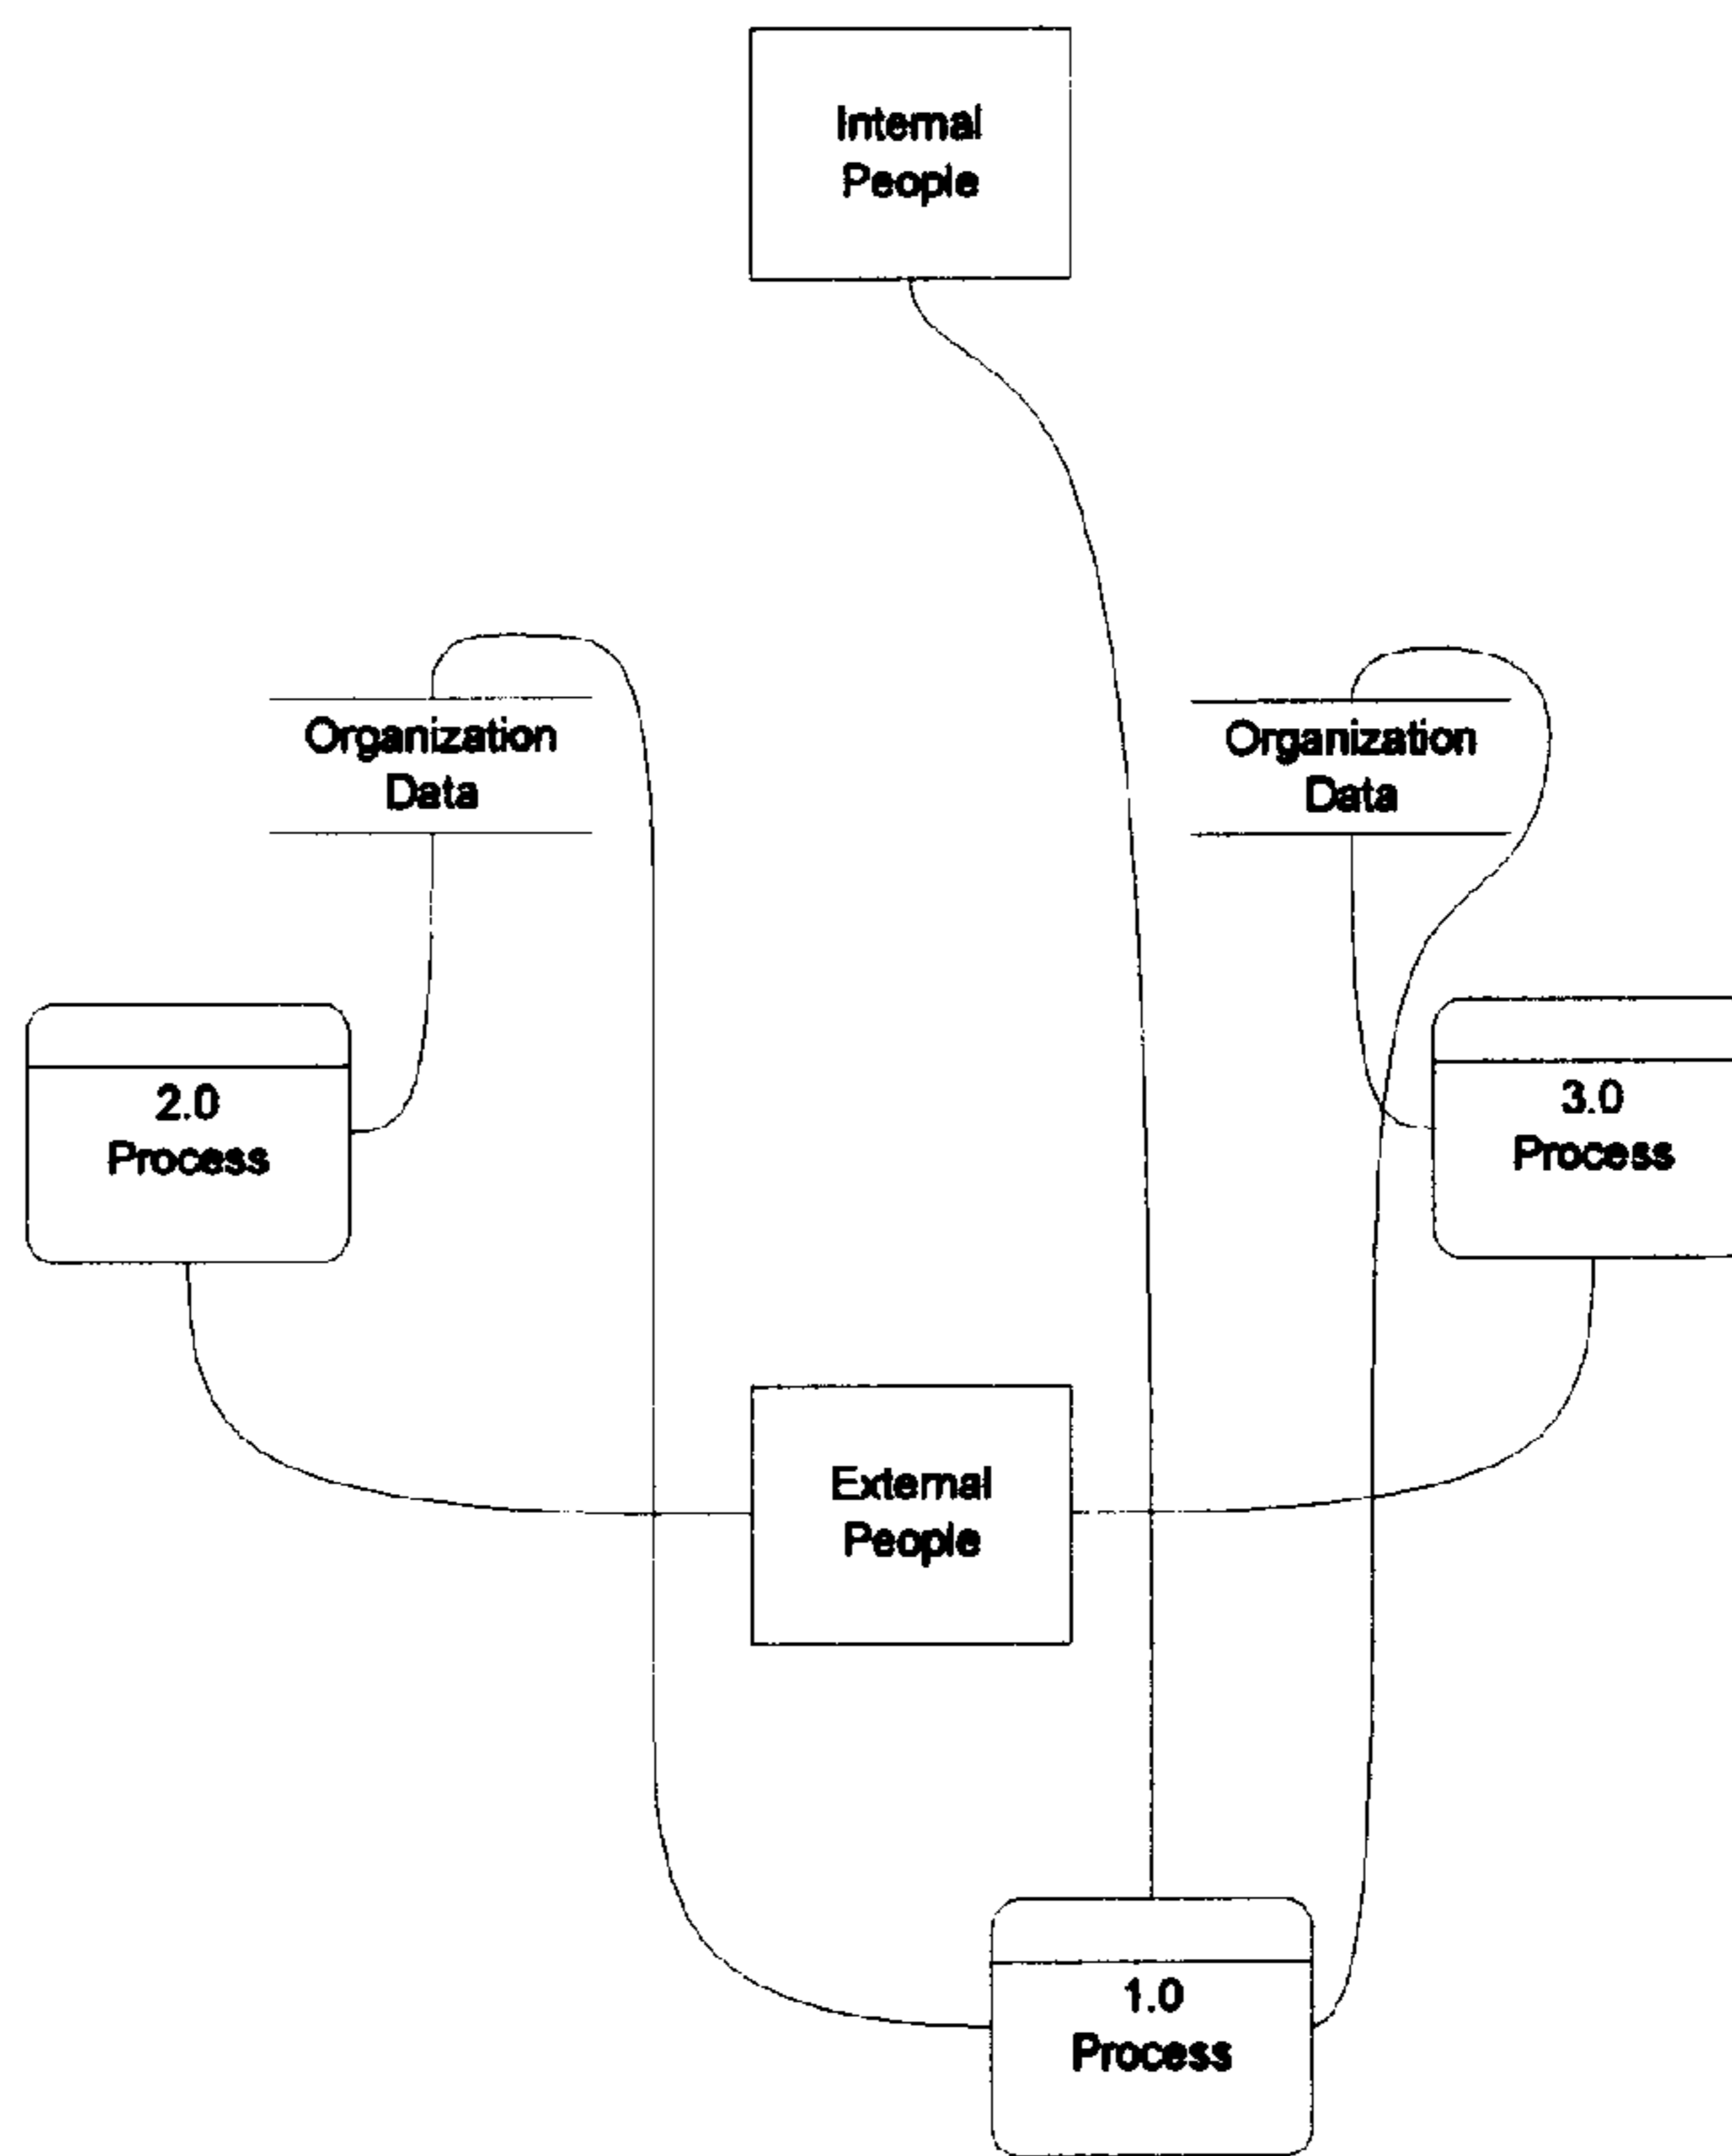 Internal
People
Organization
Data
Organization
Data
2.0
Process
3.0
Process
External
People
1.0
Process